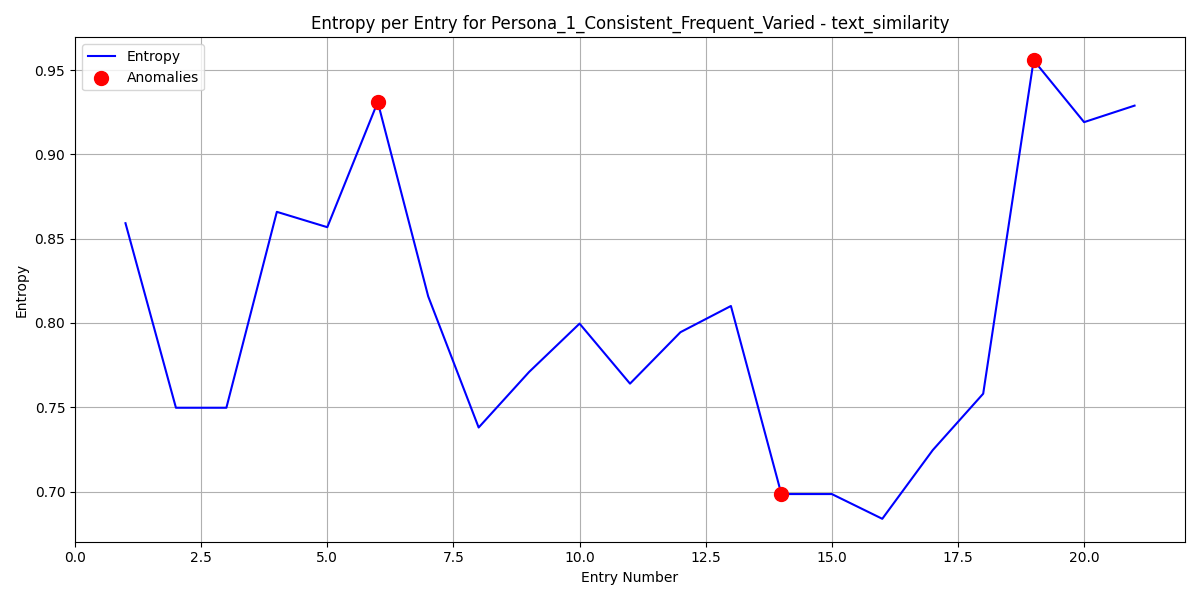 Entropy per Entry for Persona_1_Consistent_Frequent_Varied - text_similarity
Entropy
Anomalies
0.95
0.90
0.85
0.80
0.75
0.70
Entropy
0.0 2.5 5.0 7.5 10.0 12.5 15.0 17.5 20.0
Entry Number